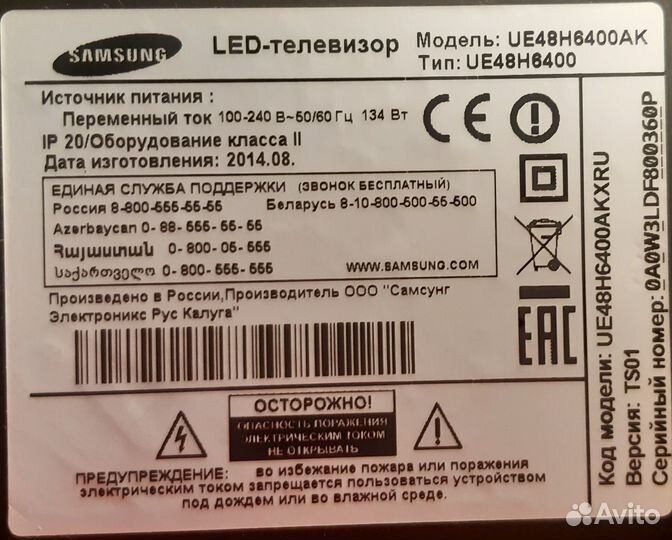 SAMSUNG
LED-телевизор
Модель: UE48H6400AK
Тип: UE48H6400
Источник питания :
Переменный ток 100-240 В~50/60 Гц 134 Вт
IP 20/Оборудование класса II
Дата изготовления: 2014.08.
ЕДИНАЯ СЛУЖБА ПОДДЕРЖКИ (ЗВОНОК БЕСПЛАТНЫЙ)
Россия 8-800-555-55-55 Беларусь 8-10-800-500-55-500
Azerbaycan 0-88-555-55-55
Հայաստան 0-800-05-555
საქართველო 0-800-555-555
WWW.SAMSUNG.COM
Произведено в России,Производитель ООО "Самсунг
Электроникс Рус Калуга"
CE
EAC
ОСТОРОЖНО!
ОПАСНОСТЬ ПОРАЖЕНИЯ
ЭЛЕКТРИЧЕСКИМ ТОКОМ
НЕ ОТКРЫВАТЬ
ПРЕДУПРЕЖДЕНИЕ: во избежание пожара или поражения
электрическим током запрещается пользоваться устройством
под дождем или во влажной среде.
Код модели: UE48H6400AKXRU
Версия: TS01
Серийный номер: 0A0W3LDF800360P
Avito